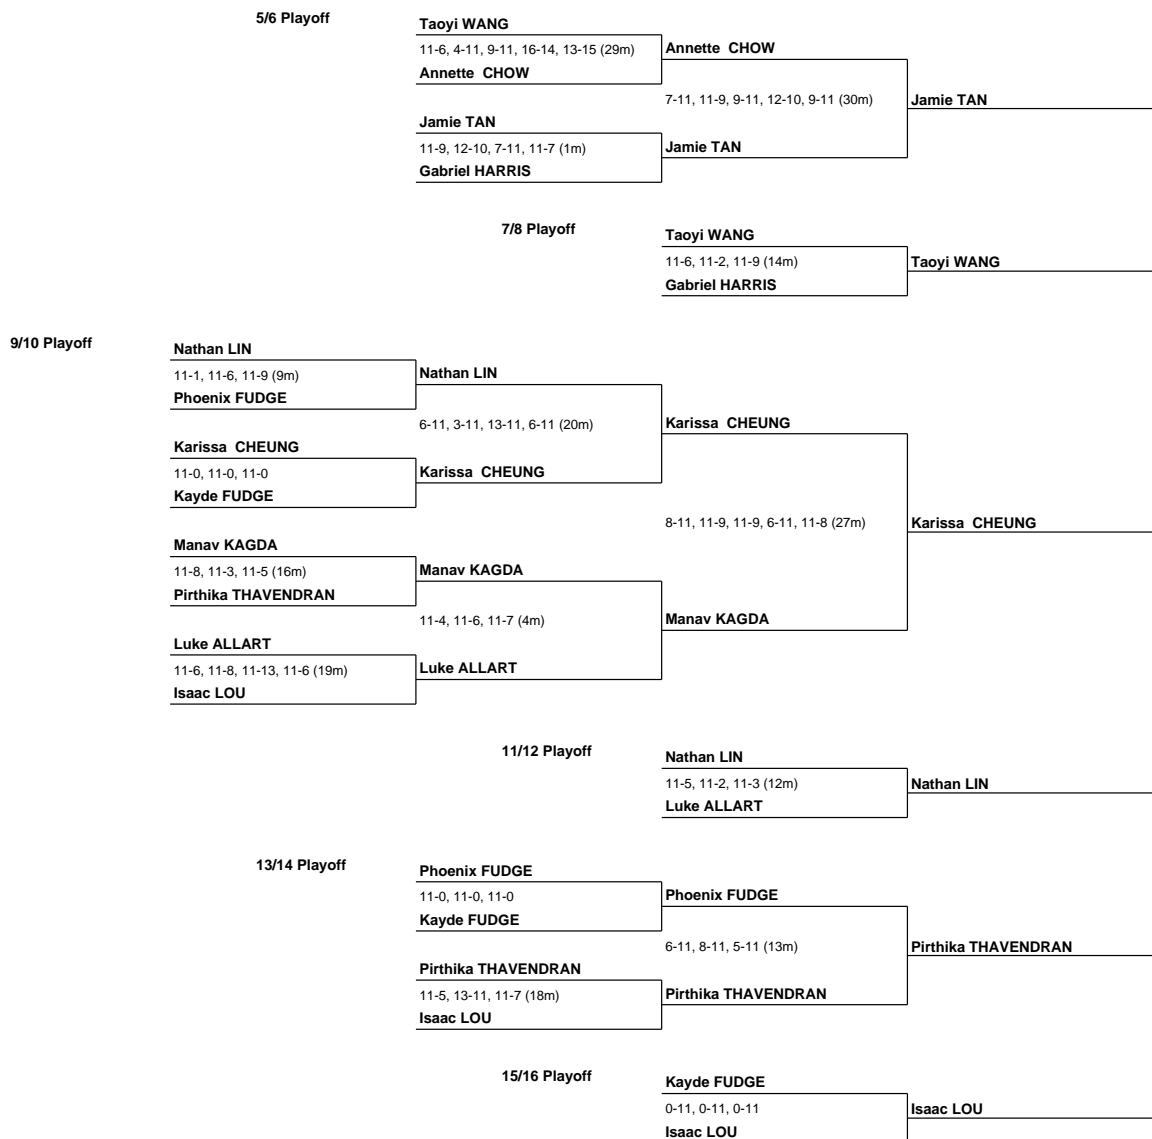 5/6 Playoff
Taoyi WANG
11-6, 4-11, 9-11, 16-14, 13-15 (29m)
Annette  CHOW
Annette  CHOW
7-11, 11-9, 9-11, 12-10, 9-11 (30m)
Jamie TAN
Jamie TAN
11-9, 12-10, 7-11, 11-7 (1m)
Jamie TAN
Gabriel HARRIS
7/8 Playoff
Taoyi WANG
11-6, 11-2, 11-9 (14m)
Taoyi WANG
Gabriel HARRIS
9/10 Playoff
Nathan LIN
11-1, 11-6, 11-9 (9m)
Nathan LIN
Phoenix FUDGE
6-11, 3-11, 13-11, 6-11 (20m)
Karissa  CHEUNG
Karissa  CHEUNG
11-0, 11-0, 11-0
Karissa  CHEUNG
Kayde FUDGE
8-11, 11-9, 11-9, 6-11, 11-8 (27m)
Karissa  CHEUNG
Manav KAGDA
11-8, 11-3, 11-5 (16m)
Manav KAGDA
Pirthika THAVENDRAN
11-4, 11-6, 11-7 (4m)
Manav KAGDA
Luke ALLART
11-6, 11-8, 11-13, 11-6 (19m)
Luke ALLART
Isaac LOU
11/12 Playoff
Nathan LIN
11-5, 11-2, 11-3 (12m)
Nathan LIN
Luke ALLART
13/14 Playoff
Phoenix FUDGE
11-0, 11-0, 11-0
Phoenix FUDGE
Kayde FUDGE
6-11, 8-11, 5-11 (13m)
Pirthika THAVENDRAN
Pirthika THAVENDRAN
11-5, 13-11, 11-7 (18m)
Pirthika THAVENDRAN
Isaac LOU
15/16 Playoff
Kayde FUDGE
0-11, 0-11, 0-11
Isaac LOU
Isaac LOU